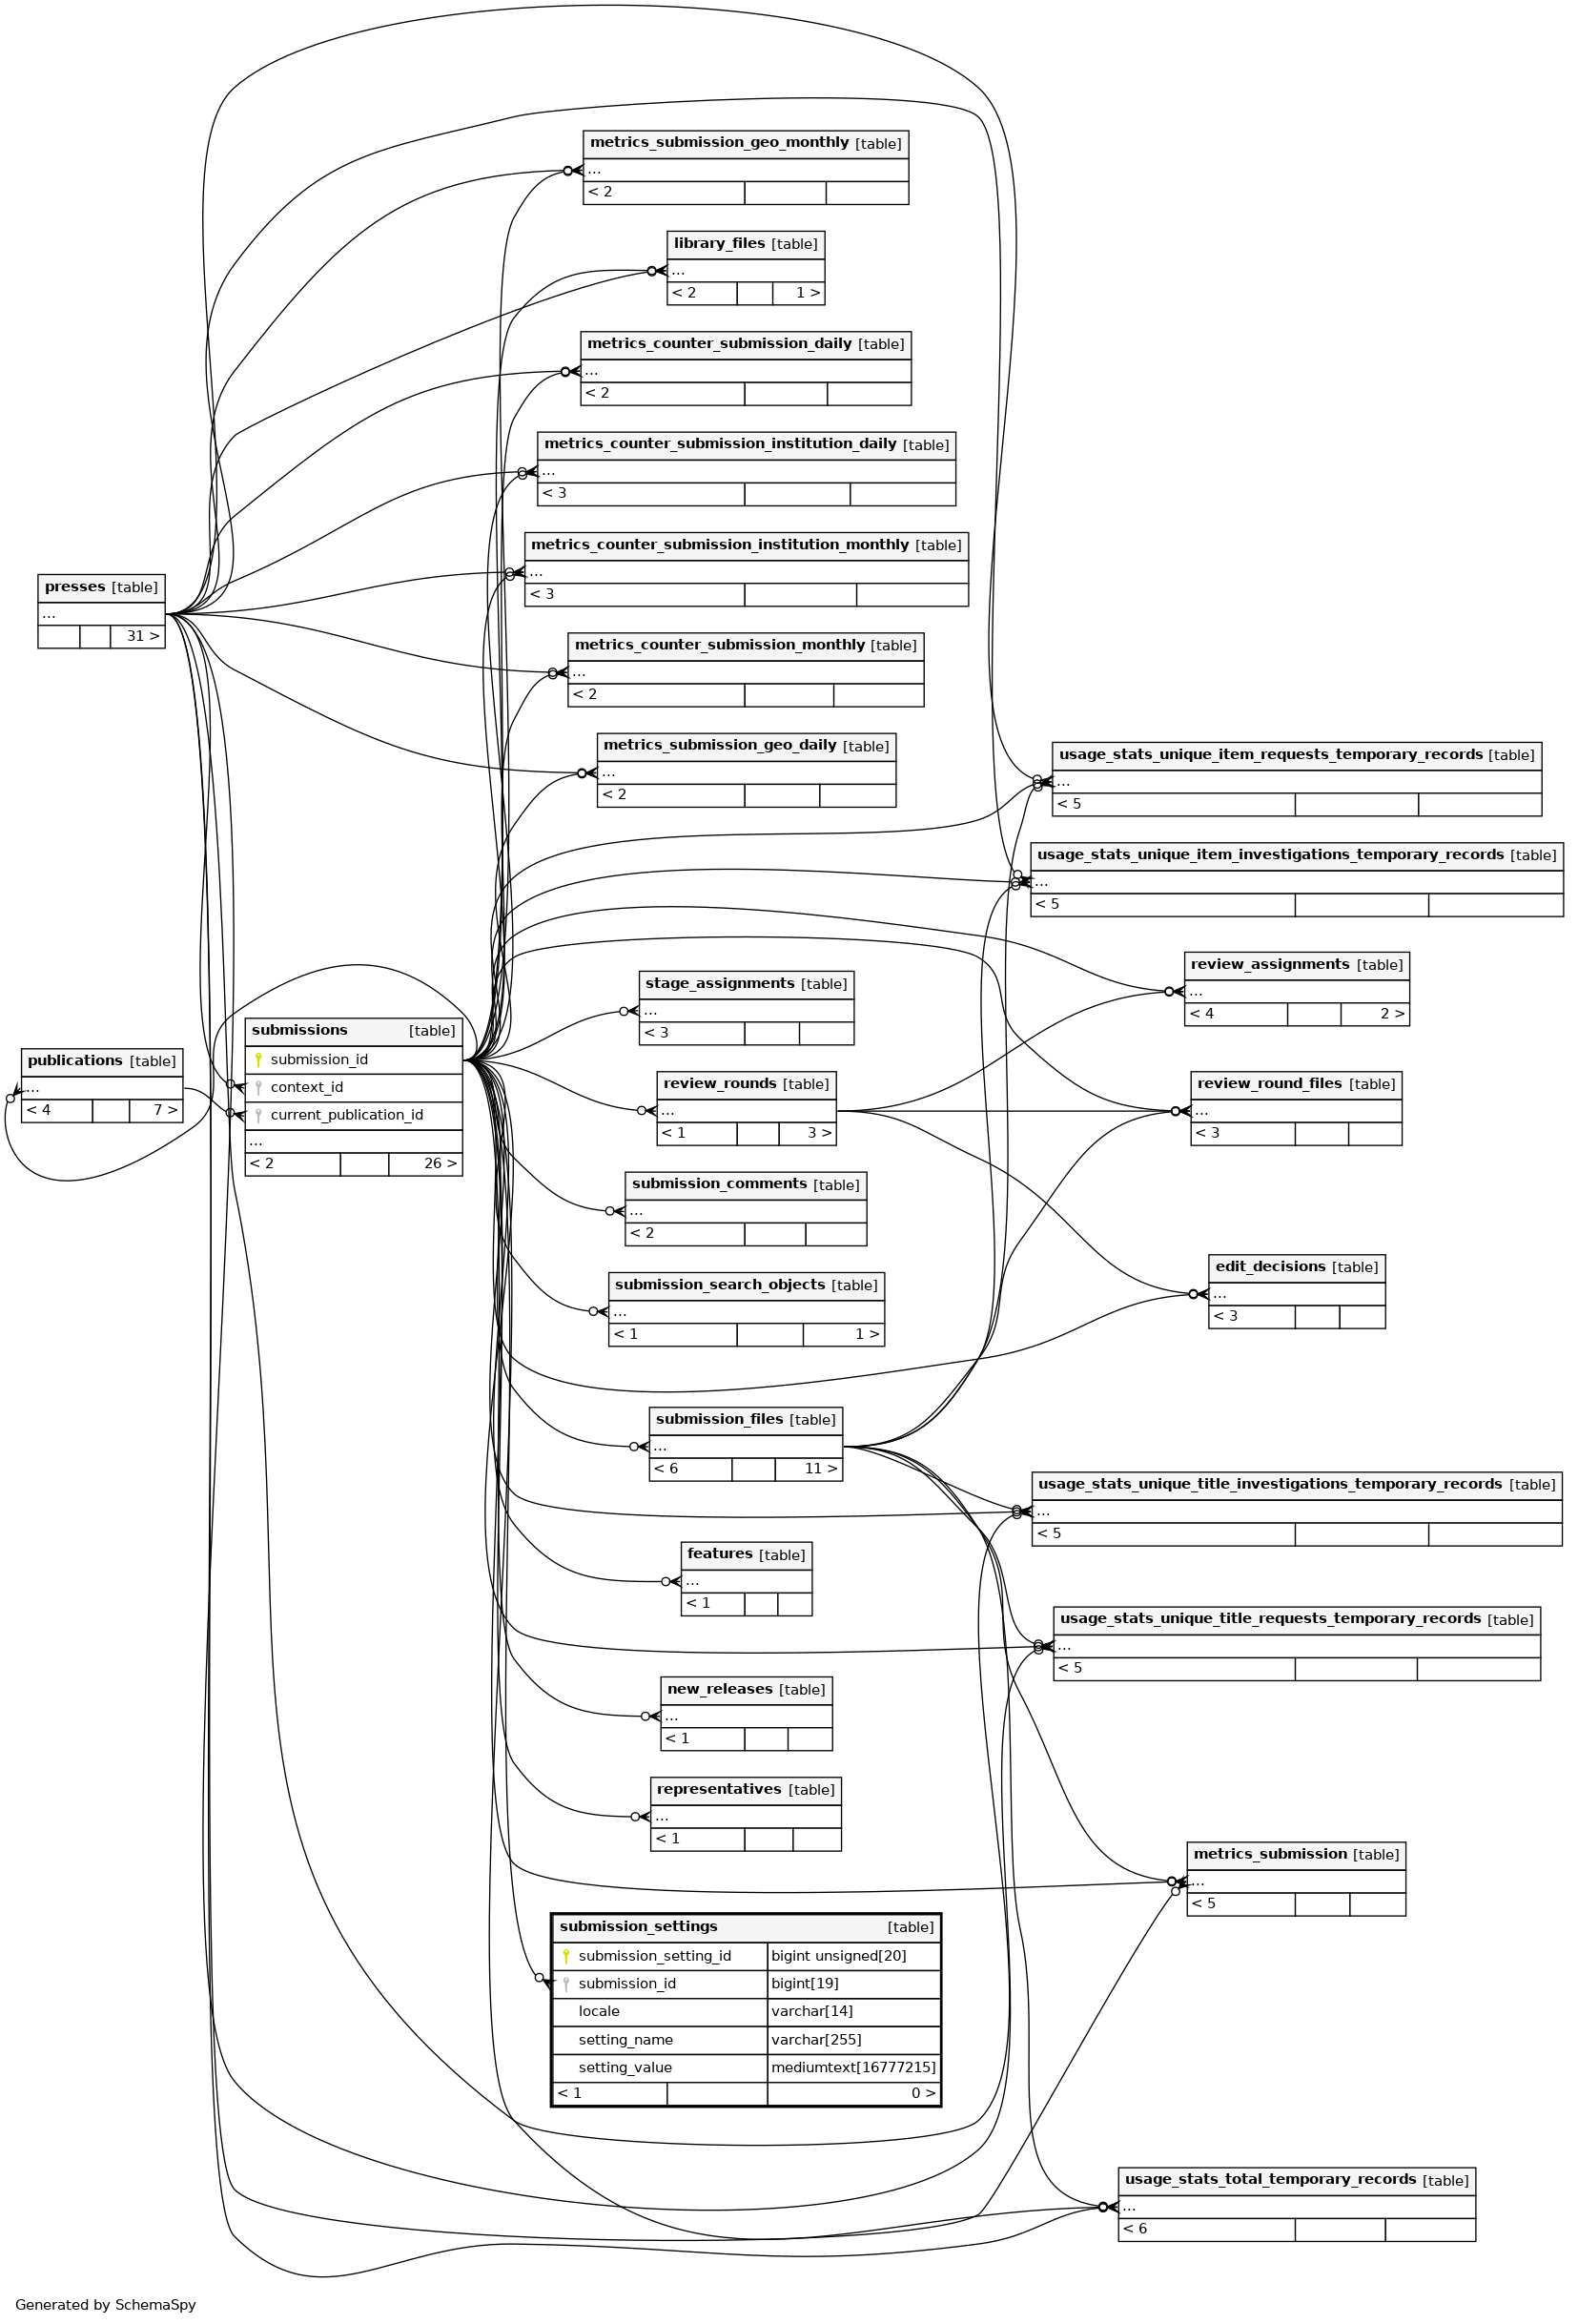 metrics_submission_geo_monthly [table]
...
< 2
library_files [table]
...
< 2 1 >
metrics_counter_submission_daily [table]
...
< 2
metrics_counter_submission_institution_daily [table]
...
< 3
metrics_counter_submission_institution_monthly [table]
...
< 3
presses [table]
...
31 >
metrics_counter_submission_monthly [table]
...
< 2
metrics_submission_geo_daily [table]
...
< 2
usage_stats_unique_item_requests_temporary_records [table]
...
< 5
usage_stats_unique_item_investigations_temporary_records [table]
...
< 5
review_assignments [table]
...
< 4 2 >
stage_assignments [table]
...
< 3
submissions [table]
submission_id
context_id
current_publication_id
...
< 2 26 >
publications [table]
...
< 4 7 >
review_rounds [table]
...
< 1 3 >
review_round_files [table]
...
< 3
submission_comments [table]
...
< 2
edit_decisions [table]
...
< 3
submission_search_objects [table]
...
< 1 1 >
submission_files [table]
...
< 6 11 >
usage_stats_unique_title_investigations_temporary_records [table]
...
< 5
features [table]
...
< 1
usage_stats_unique_title_requests_temporary_records [table]
...
< 5
new_releases [table]
...
< 1
representatives [table]
...
< 1
metrics_submission [table]
...
< 5
submission_settings [table]
submission_setting_id bigint unsigned[20]
submission_id bigint[19]
locale varchar[14]
setting_name varchar[255]
setting_value mediumtext[16777215]
< 1 0 >
usage_stats_total_temporary_records [table]
...
< 6
Generated by SchemaSpy